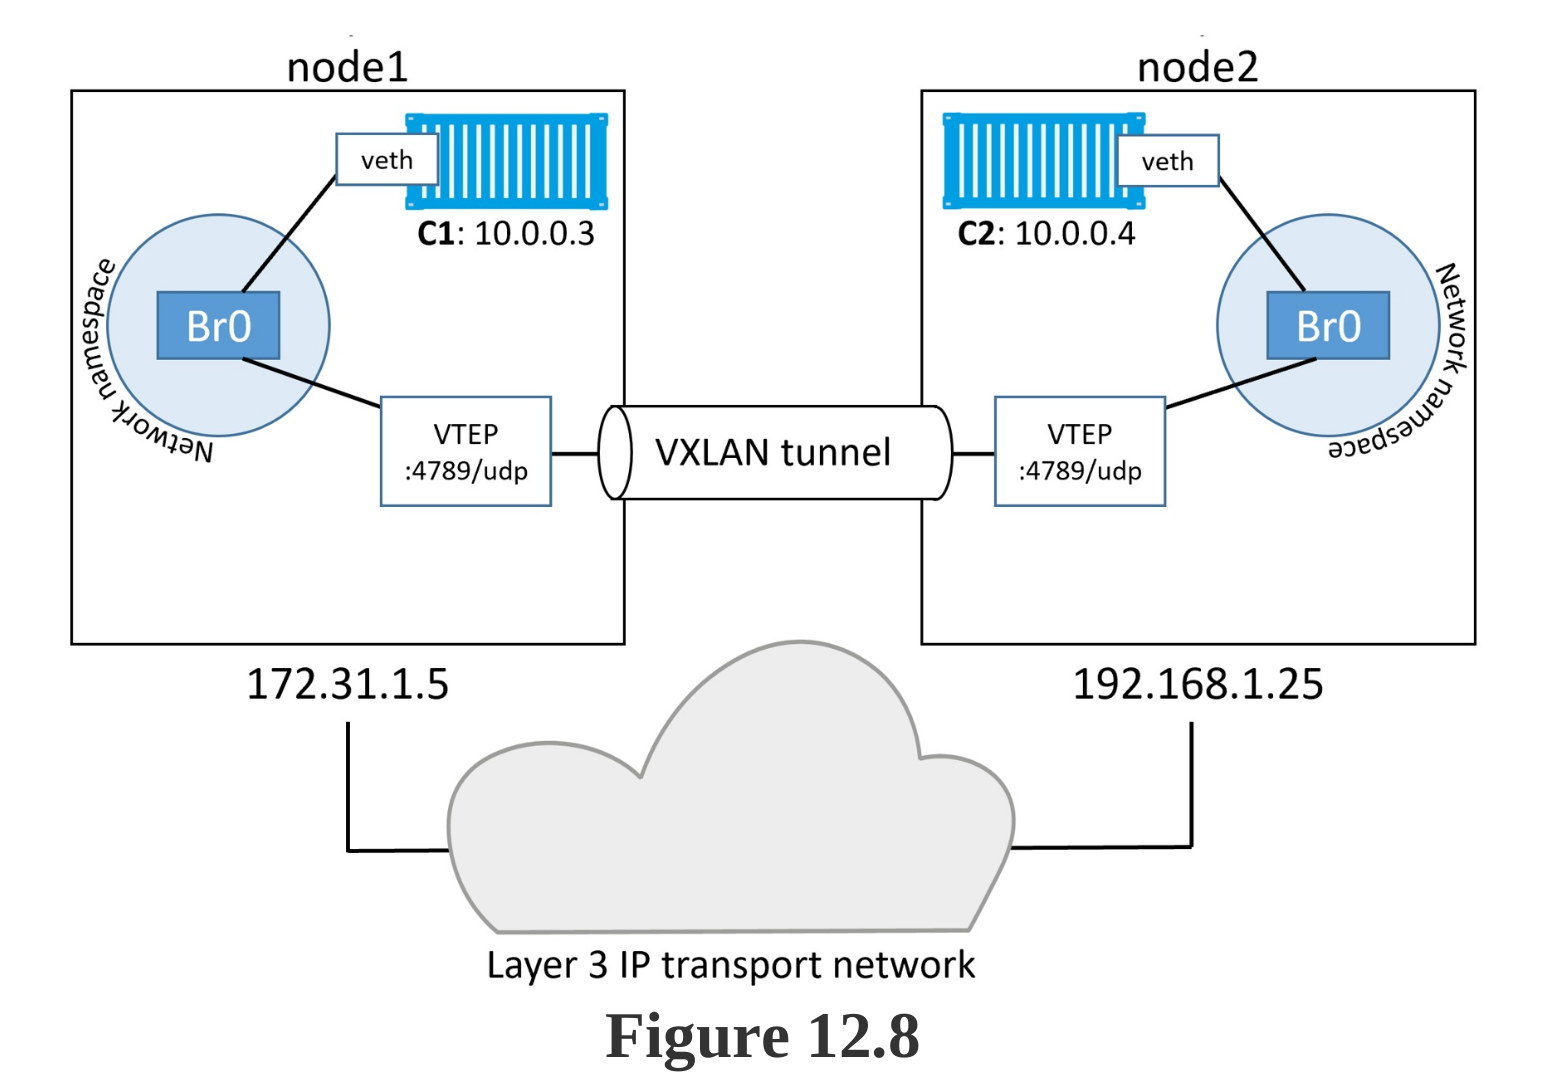 node1
veth
C1: 10.0.0.3
Br0
Network namespace
VTEP
:4789/udp
VXLAN tunnel
node2
veth
C2: 10.0.0.4
Br0
Network namespace
VTEP
:4789/udp
172.31.1.5
192.168.1.25
Layer 3 IP transport network
Figure 12.8